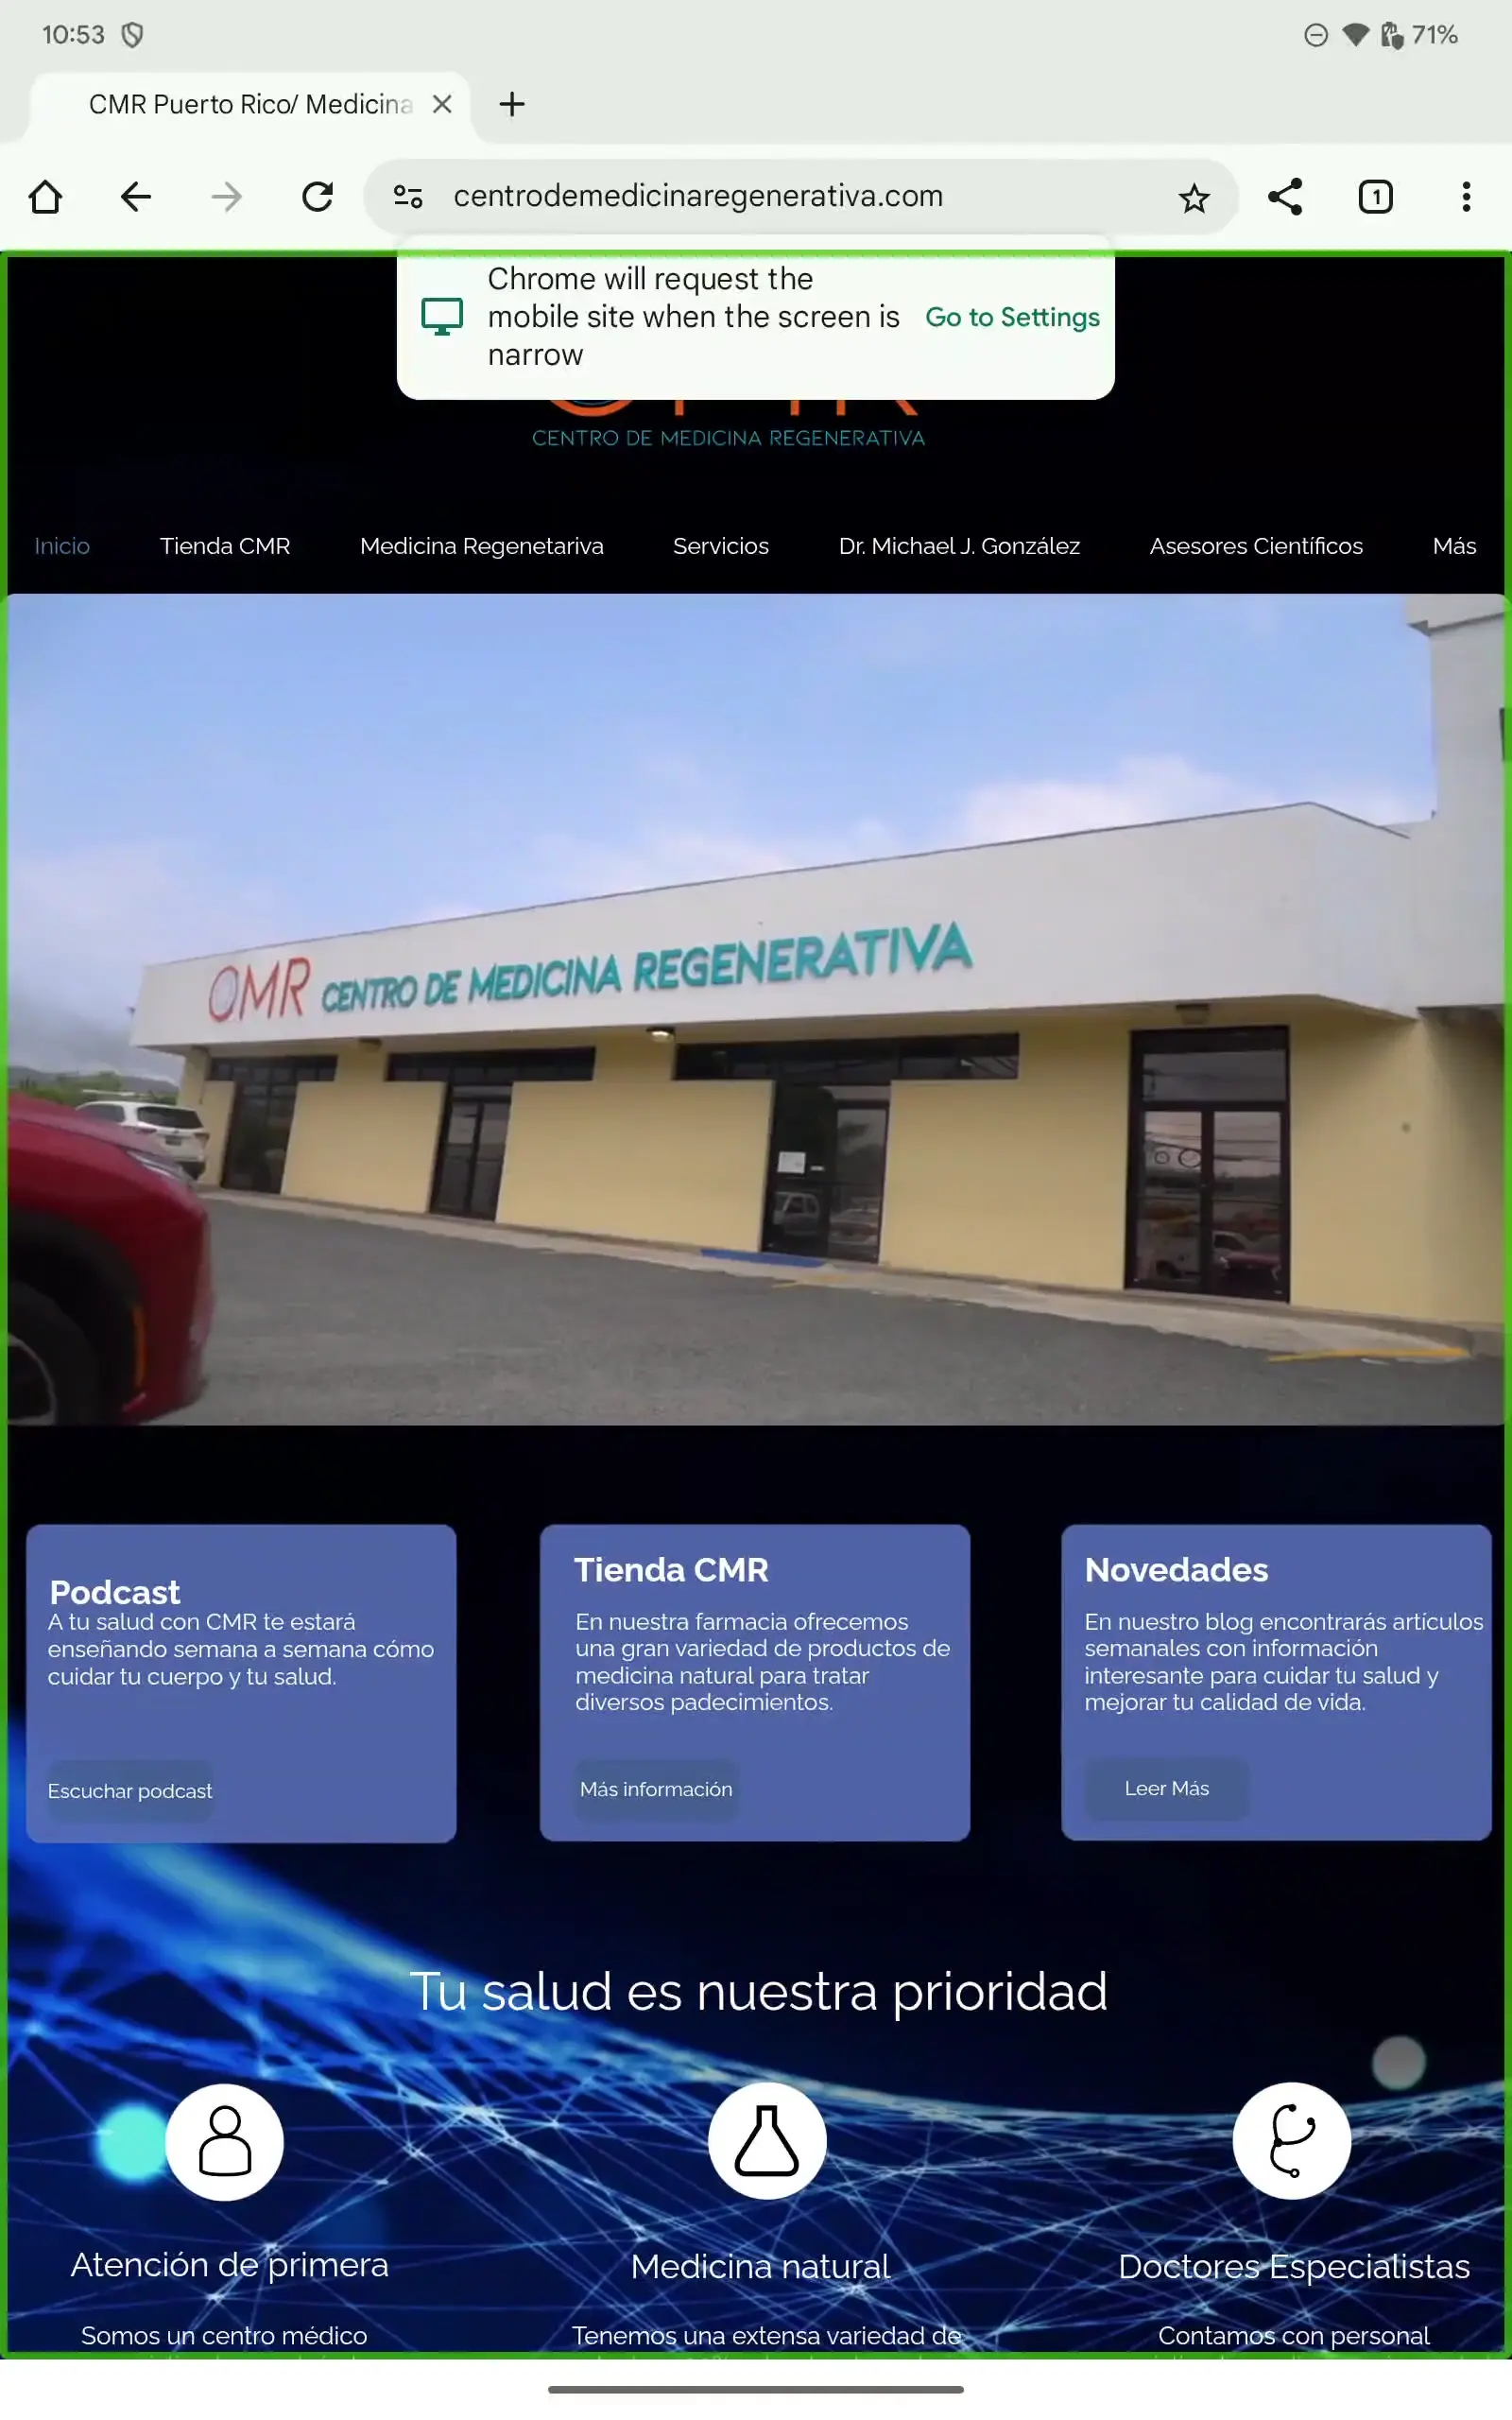 10:53
71%
CMR Puerto Rico/ Medicina
centrodemedicinaregenerativa.com
1
Chrome will request the
mobile site when the screen is
narrow
Go to Settings
CENTRO DE MEDICINA REGENERATIVA
Inicio
Tienda CMR
Medicina Regenetariva
Servicios
Dr. Michael J. González
Asesores Científicos
Más
CMR CENTRO DE MEDICINA REGENERATIVA
Podcast
A tu salud con CMR te estará
enseñando semana a semana cómo
cuidar tu cuerpo y tu salud.
Escuchar podcast
Tienda CMR
En nuestra farmacia ofrecemos
una gran variedad de productos de
medicina natural para tratar
diversos padecimientos.
Más información
Novedades
En nuestro blog encontrarás artículos
semanales con información
interesante para cuidar tu salud y
mejorar tu calidad de vida.
Leer Más
Tu salud es nuestra prioridad
Atención de primera
Somos un centro médico
Medicina natural
Tenemos una extensa variedad de
Doctores Especialistas
Contamos con personal